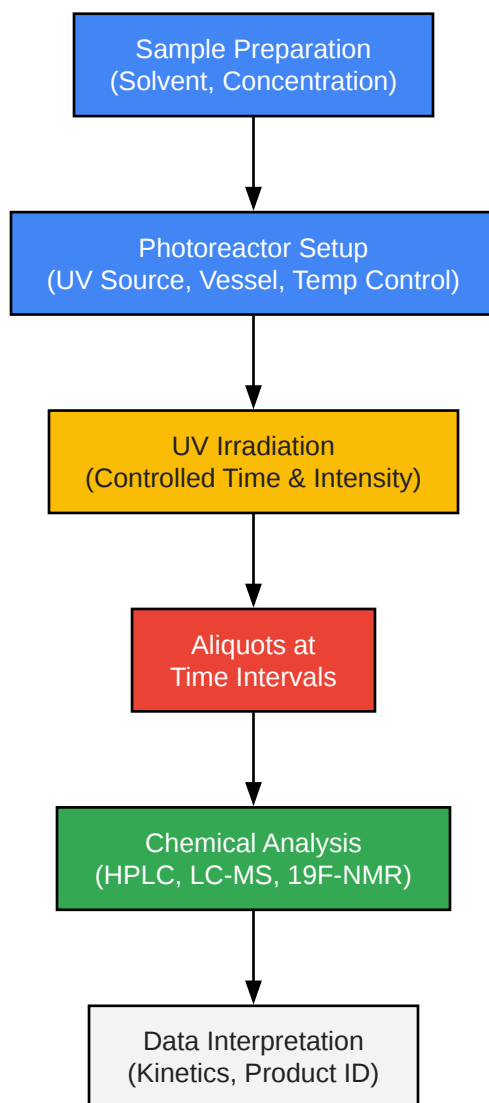 Sample Preparation
(Solvent, Concentration)
Photoreactor Setup
(UV Source, Vessel, Temp Control)
UV Irradiation
(Controlled Time & Intensity)
Aliquots at
Time Intervals
Chemical Analysis
(HPLC, LC-MS, 19F-NMR)
Data Interpretation
(Kinetics, Product ID)